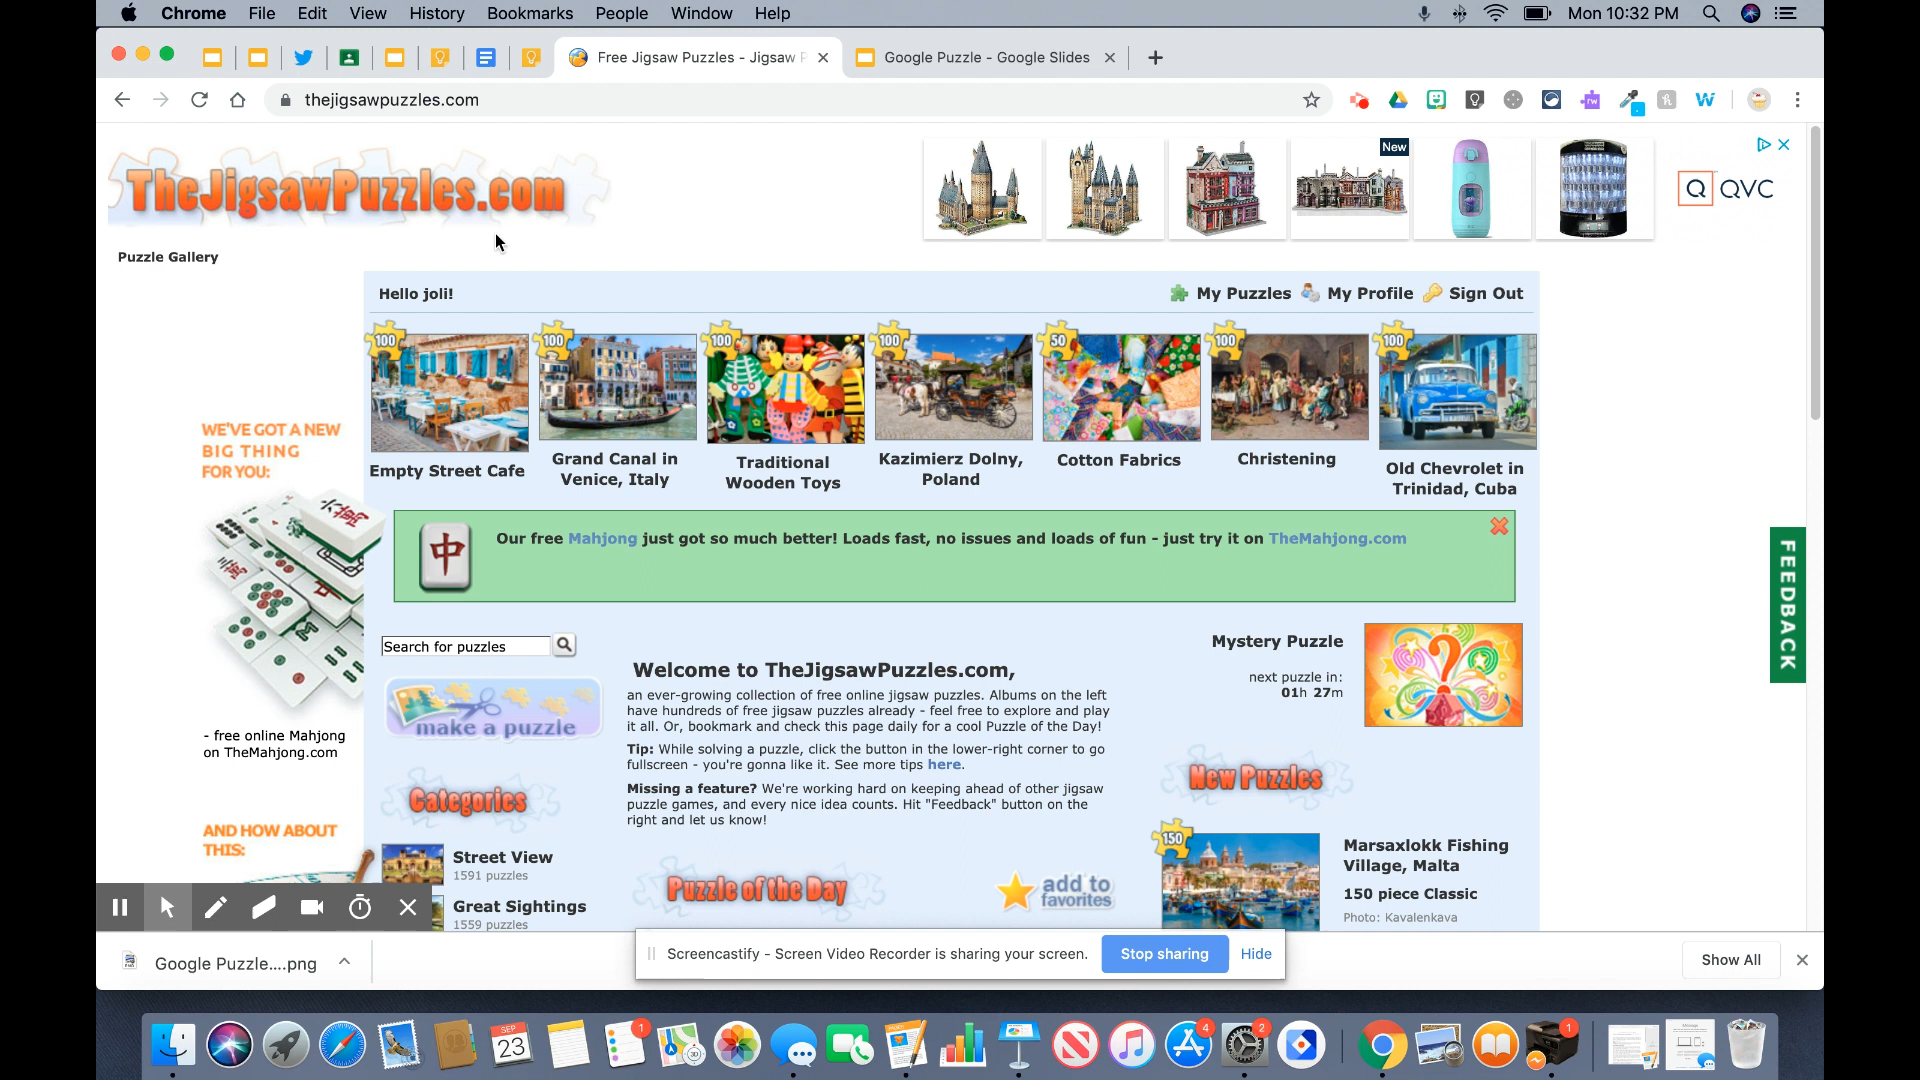 Chrome File Edit View History Bookmarks People Window Help
Mon 10:32 PM
Free Jigsaw Puzzles - Jigsaw P
Google Puzzle - Google Slides
thejigsawpuzzles.com
TheJigsawPuzzles.com
New
QVC
Puzzle Gallery
Hello joli!
My Puzzles My Profile Sign Out
100
100
100
100
50
100
100
Empty Street Cafe
Grand Canal in
Venice, Italy
Traditional
Wooden Toys
Kazimierz Dolny,
Poland
Cotton Fabrics
Christening
Old Chevrolet in
Trinidad, Cuba
WE'VE GOT A NEW
BIG THING
FOR YOU:
中
Our free Mahjong just got so much better! Loads fast, no issues and loads of fun - just try it on TheMahjong.com
FEEDBACK
- free online Mahjong
on TheMahjong.com
AND HOW ABOUT
THIS:
Search for puzzles
make a puzzle
Categories
Street View
1591 puzzles
Great Sightings
1559 puzzles
Welcome to TheJigsawPuzzles.com,
an ever-growing collection of free online jigsaw puzzles. Albums on the left
have hundreds of free jigsaw puzzles already - feel free to explore and play
it all. Or, bookmark and check this page daily for a cool Puzzle of the Day!
Tip: While solving a puzzle, click the button in the lower-right corner to go
fullscreen - you're gonna like it. See more tips here.
Missing a feature? We're working hard on keeping ahead of other jigsaw
puzzle games, and every nice idea counts. Hit "Feedback" button on the
right and let us know!
Puzzle of the Day
add to
favorites
Mystery Puzzle
next puzzle in:
01h 27m
New Puzzles
150
Marsaxlokk Fishing
Village, Malta
150 piece Classic
Photo: Kavalenkava
Screencastify - Screen Video Recorder is sharing your screen.
Stop sharing
Hide
Google Puzzle....png
Show All
SEP
23
1
4
2
1